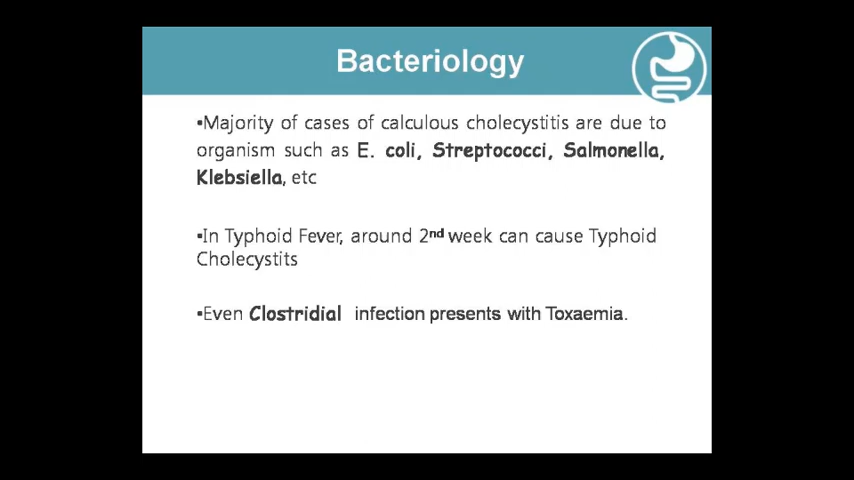 Bacteriology
▪Majority of cases of calculous cholecystitis are due to
organism such as E. coli, Streptococci, Salmonella,
Klebsiella, etc
▪In Typhoid Fever, around 2nd week can cause Typhoid
Cholecystits
▪Even Clostridial infection presents with Toxaemia.